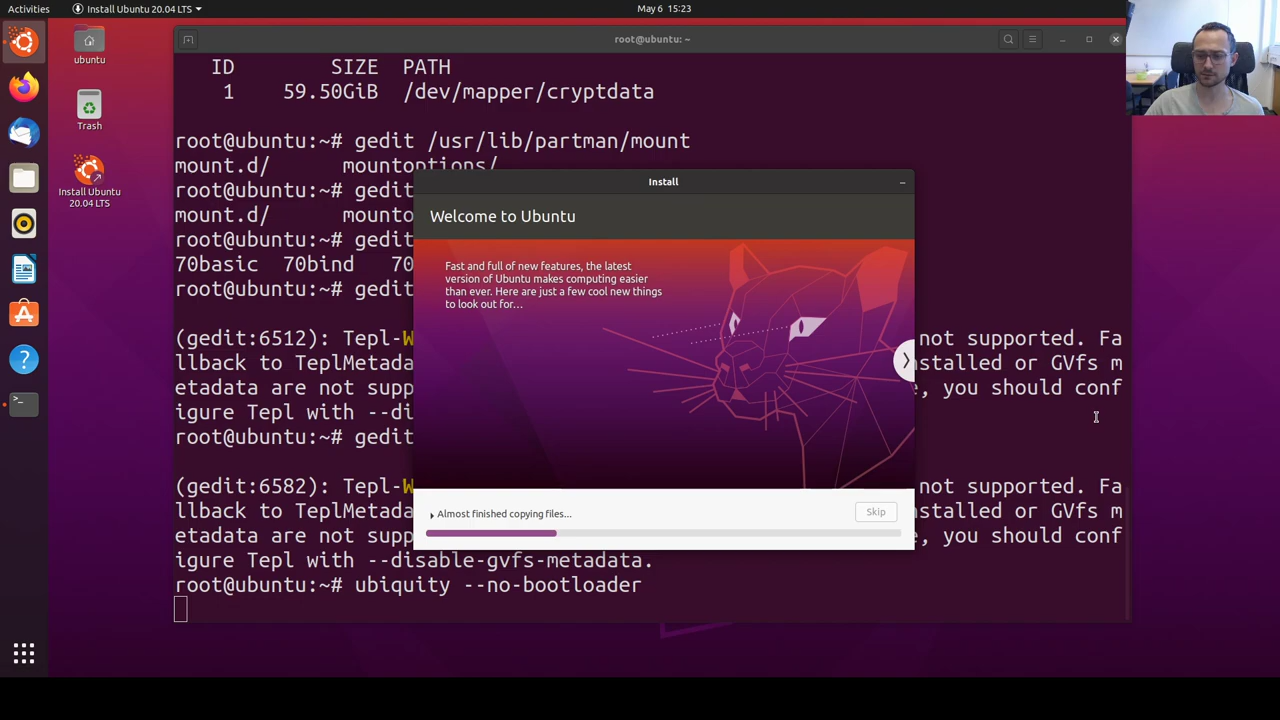 Activities
Install Ubuntu 20.04 LTS
May 6 15:23
ubuntu
Trash
Install Ubuntu
20.04 LTS
root@ubuntu: ~
ID SIZE PATH
1 59.50GiB /dev/mapper/cryptdata
root@ubuntu:~# gedit /usr/lib/partman/mount
mount.d/ mountoptions/
root@ubuntu:~# gedit
mount.d/ mounto
root@ubuntu:~# gedit
70basic 70bind 70
root@ubuntu:~# gedit
(gedit:6512): Tepl-W not supported. Fa
llback to TeplMetada nstalled or GVfs m
etadata are not supp e, you should conf
igure Tepl with --di
root@ubuntu:~# gedit
(gedit:6582): Tepl-W not supported. Fa
llback to TeplMetada nstalled or GVfs m
etadata are not supp e, you should conf
igure Tepl with --disable-gvfs-metadata.
root@ubuntu:~# ubiquity --no-bootloader
Install
Welcome to Ubuntu
Fast and full of new features, the latest
version of Ubuntu makes computing easier
than ever. Here are just a few cool new things
to look out for…
Almost finished copying files...
Skip